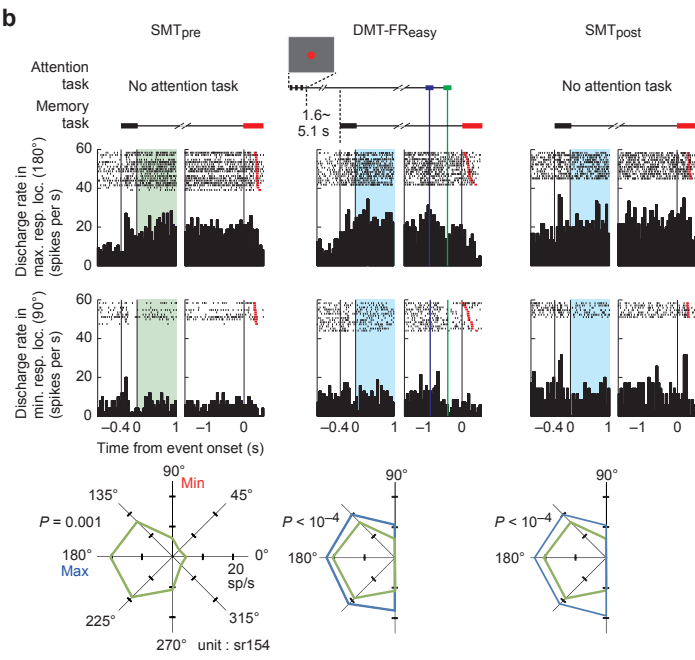 b
SMTpre DMT-FReasy SMTpost
Attention task
No attention task No attention task
Memory task
1.6~
5.1 s
Discharge rate in
max. resp. loc. (180°)
(spikes per s)
60
40
20
0
Discharge rate in
min. resp. loc. (90°)
(spikes per s)
60
40
20
0
–0.4 0 1 –1 0 –0.4 0 1 –1 0 –0.4 0 1 –1 0
Time from event onset (s)
90° Min
135° 45°
P = 0.001
180° 0°
Max
20
sp/s
225° 315°
270° unit : sr154
90°
P < 10–4
180°
90°
P < 10–4
180°